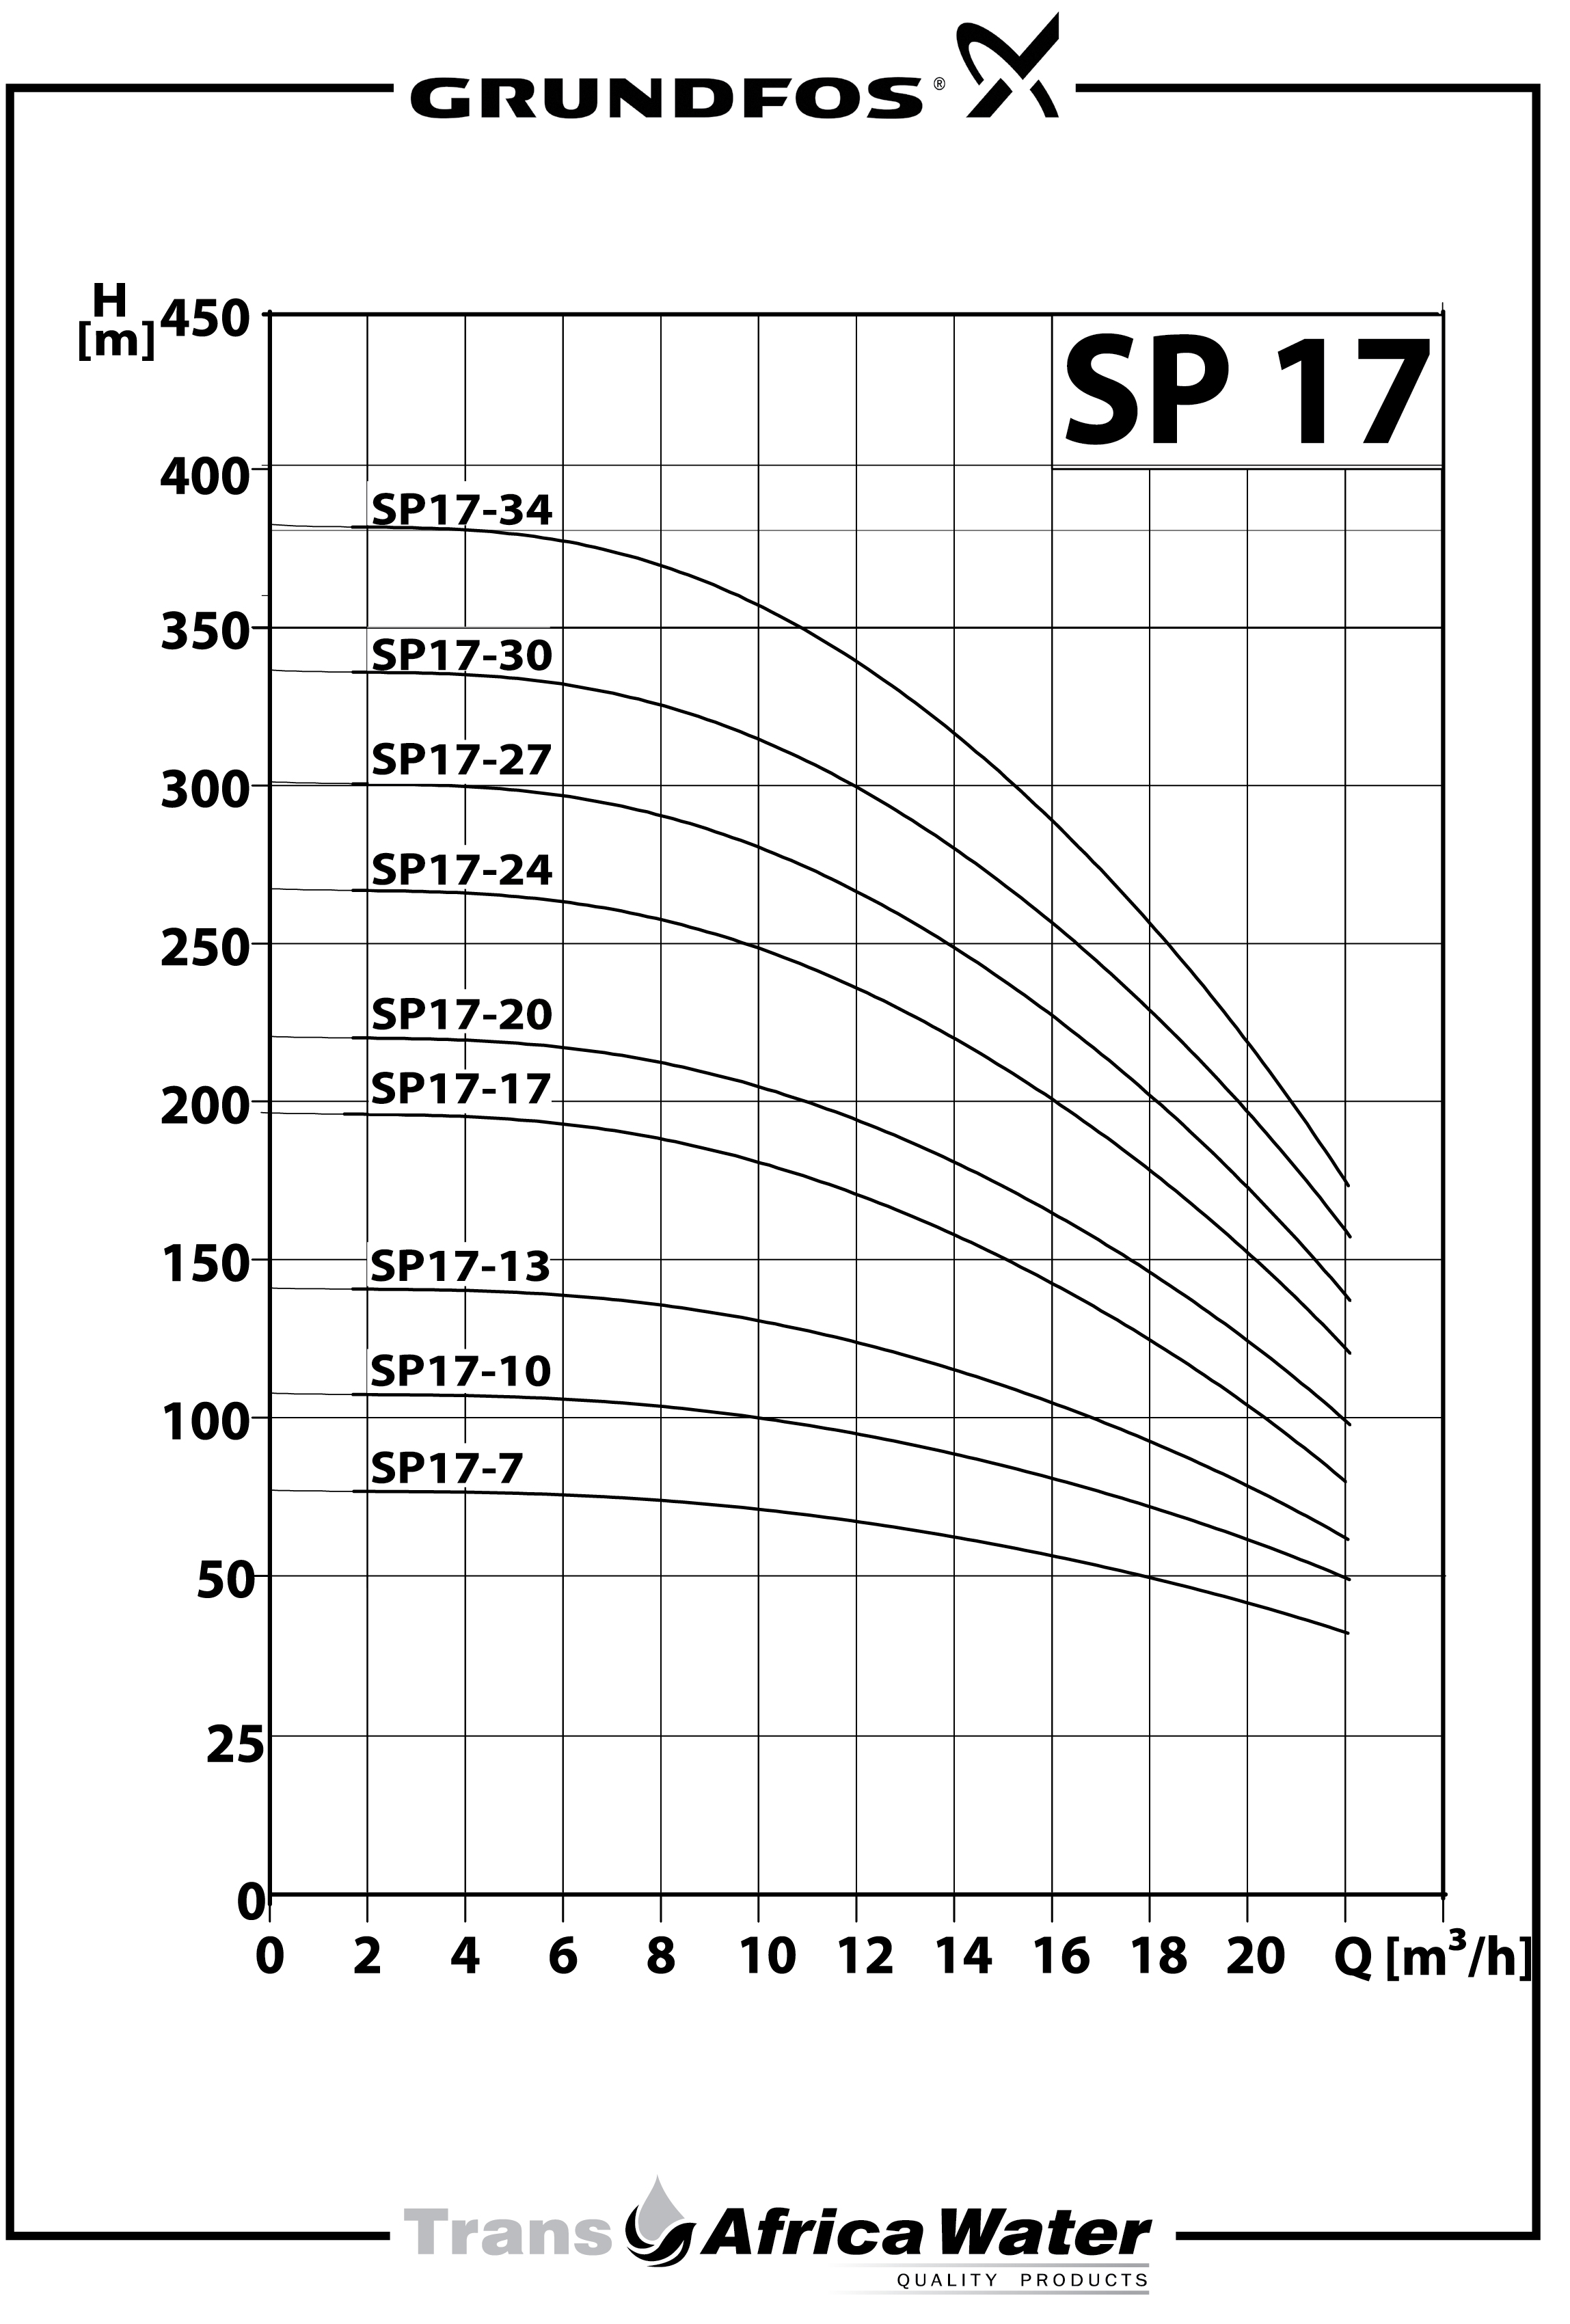 GRUNDFOS®
H
[m]
450
SP 17
400
SP17-34
350
SP17-30
SP17-27
300
SP17-24
250
SP17-20
SP17-17
200
SP17-13
150
SP17-10
100
SP17-7
50
25
0
0 2 4 6 8 10 12 14 16 18 20 Q [m³/h]
Trans Africa Water
QUALITY PRODUCTS